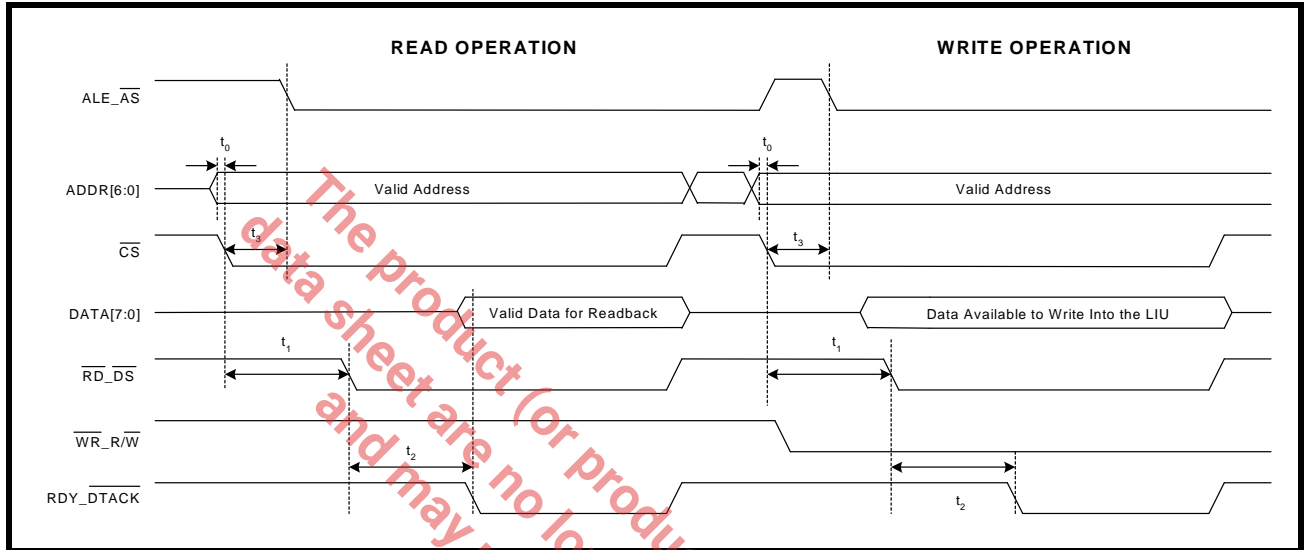 READ OPERATION WRITE OPERATION
ALE_AS
t0 t0
ADDR[6:0] Valid Address Valid Address
CS t3 t3
DATA[7:0] Valid Data for Readback Data Available to Write Into the LIU
t1 t1
RD_DS
WR_R/W
t2
RDY_DTACK t2
The product (or produ
data sheet are no lo
and may